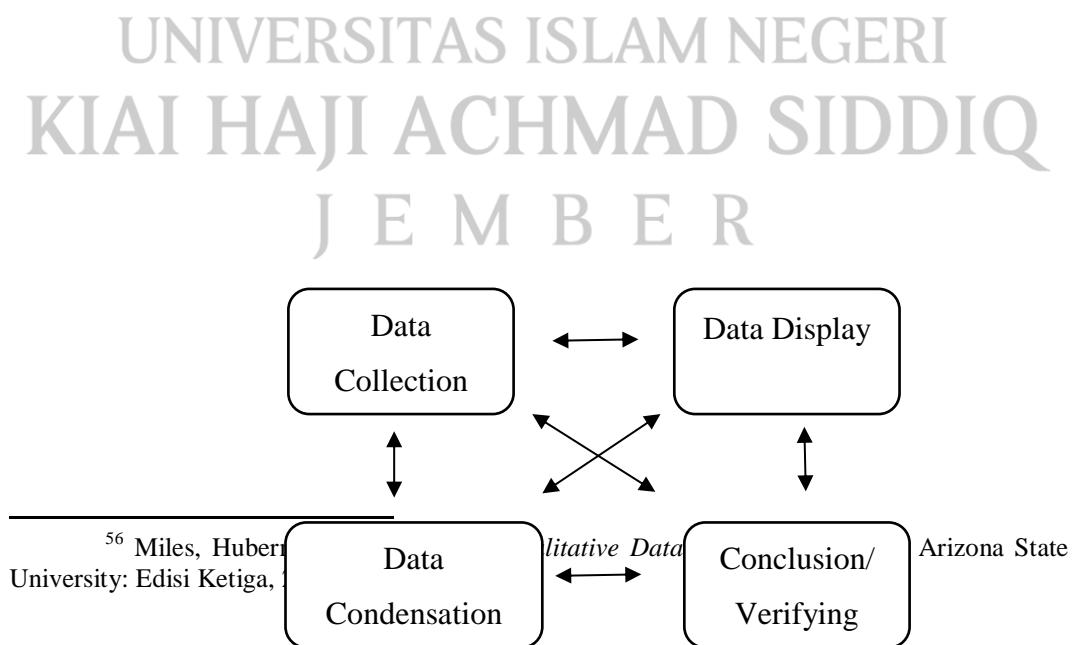 UNIVERSITAS ISLAM NEGERI
KIAI HAJI ACHMAD SIDDIQ
JEMBER
Data
Collection
Data Display
Data
Condensation
Conclusion/
Verifying
56 Miles, litative Data Arizona State
University: Edisi Ketiga,